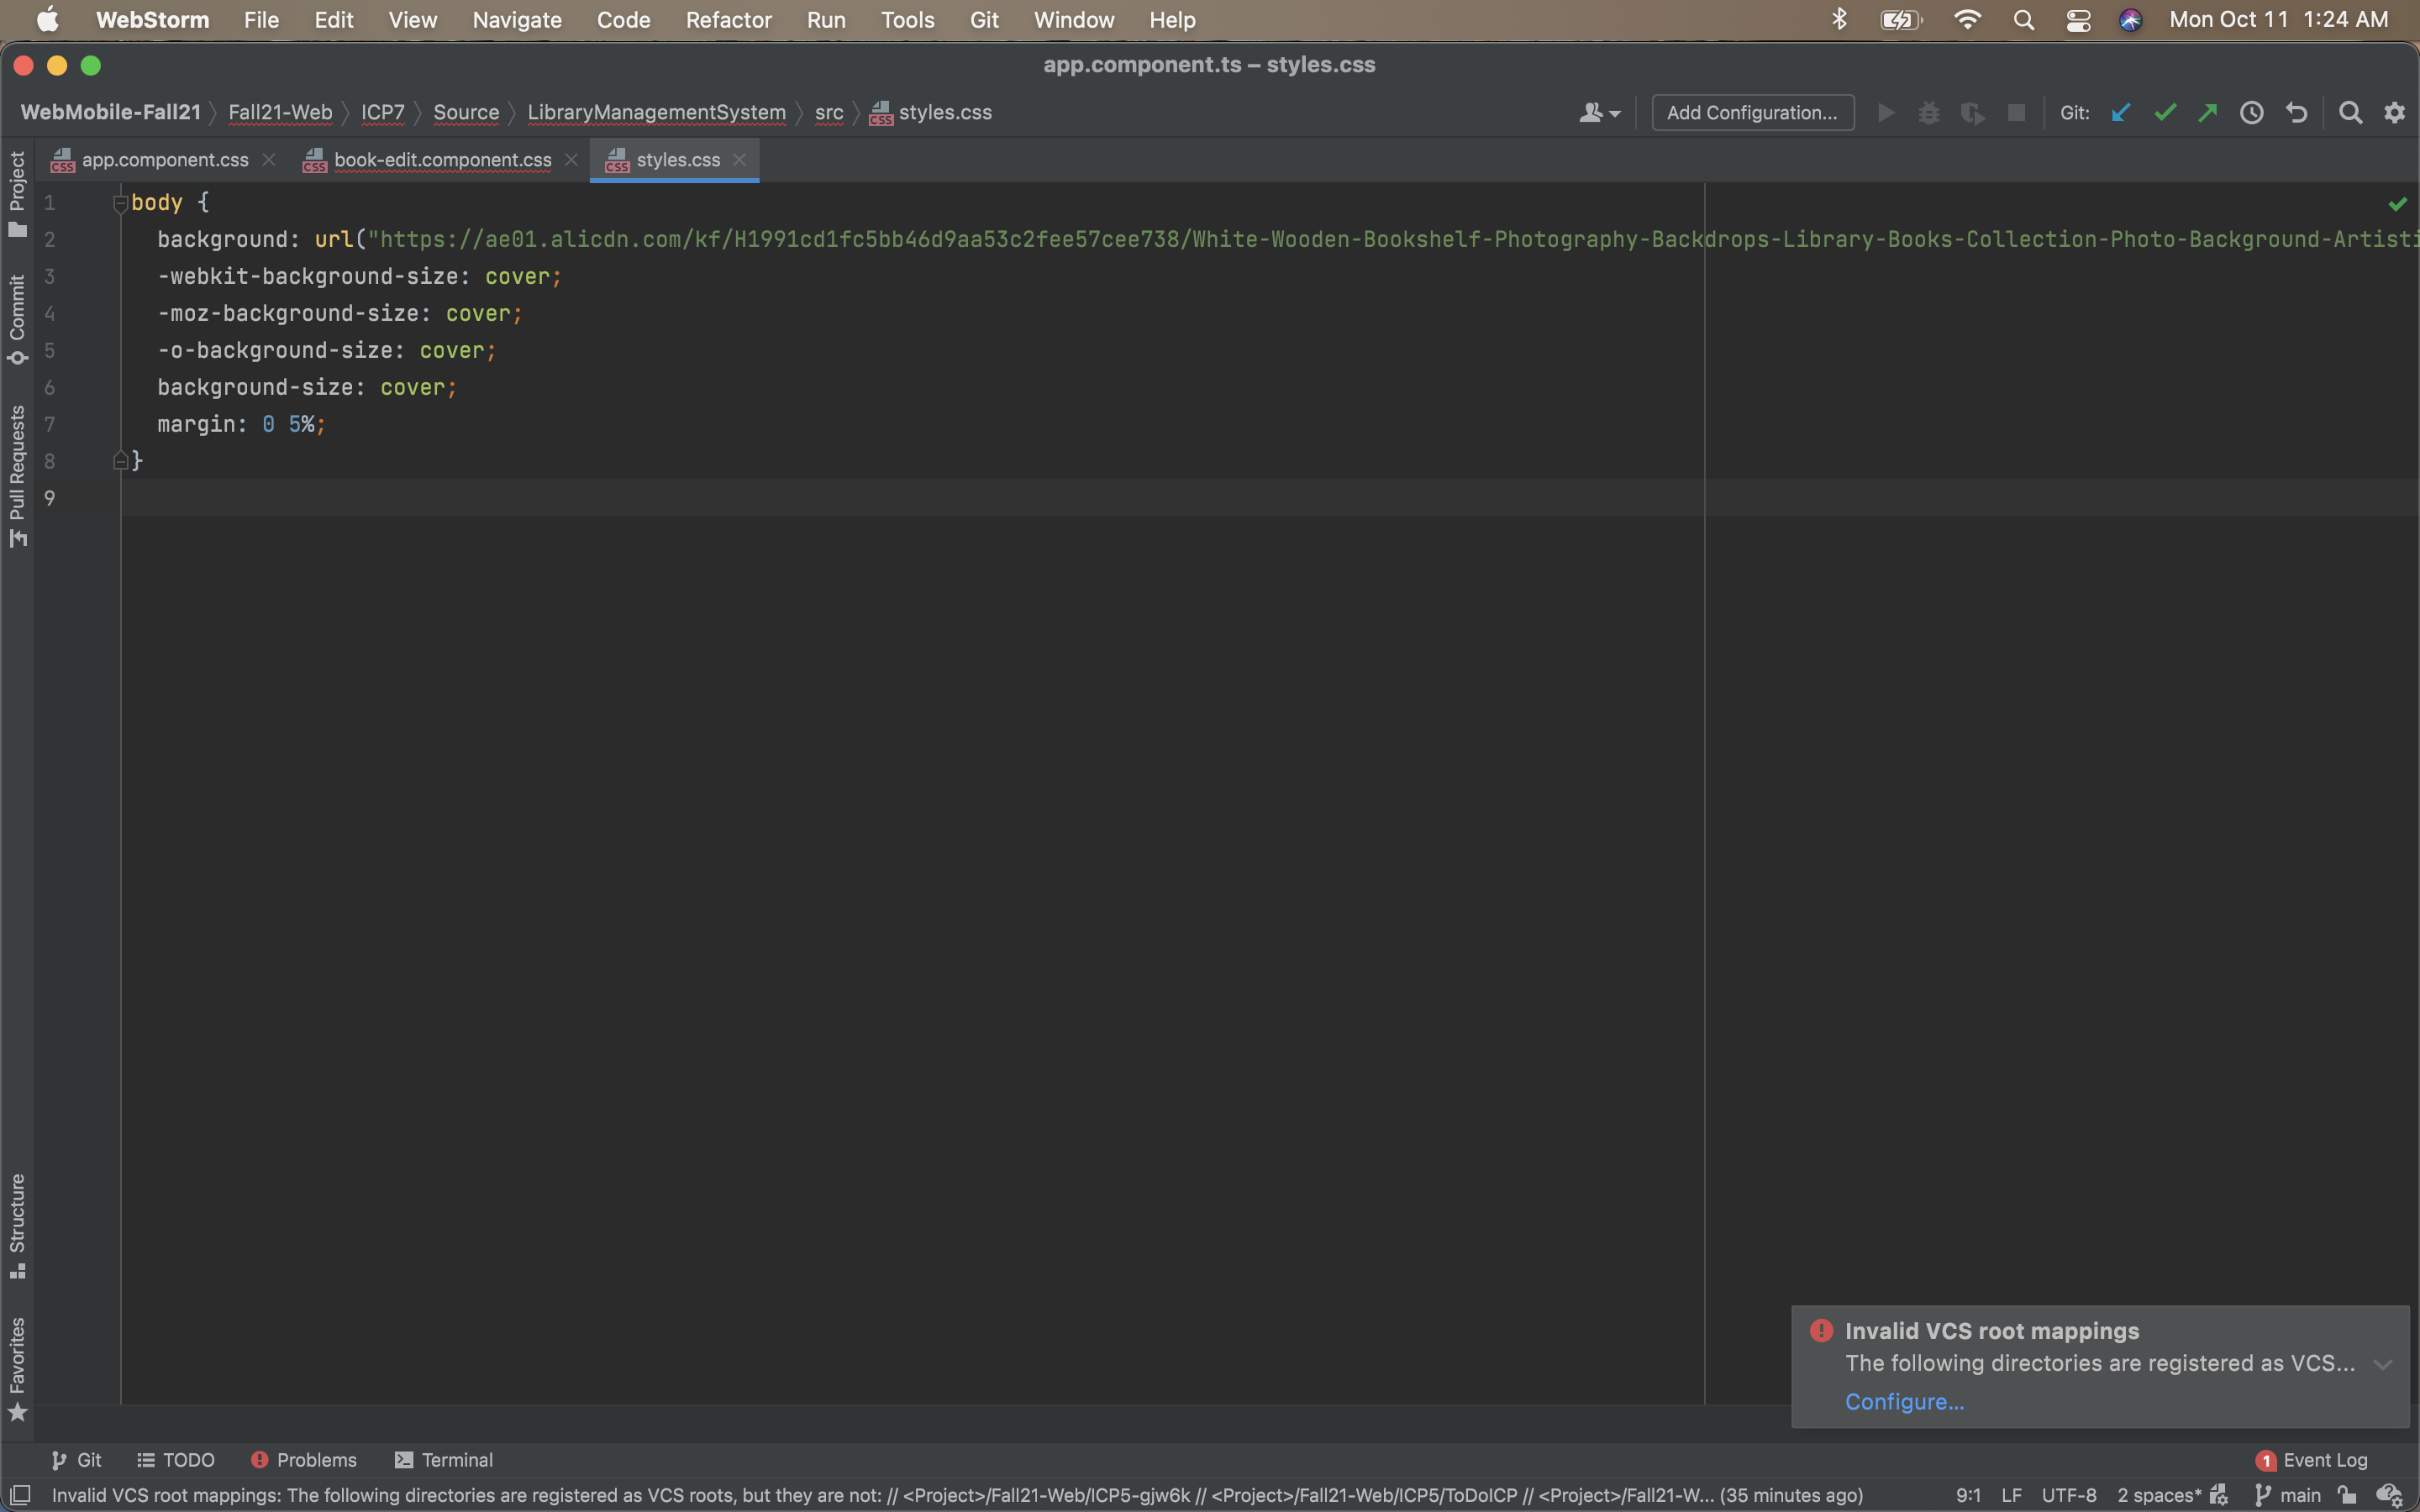 WebStorm File Edit View Navigate Code Refactor Run Tools Git Window Help Mon Oct 11 1:24 AM
app.component.ts – styles.css
WebMobile-Fall21 Fall21-Web ICP7 Source LibraryManagementSystem src styles.css Add Configuration... Git:
app.component.css book-edit.component.css styles.css
Project
Commit
Pull Requests
Structure
Favorites
1 body {
2 background: url("https://ae01.alicdn.com/kf/H1991cd1fc5bb46d9aa53c2fee57cee738/White-Wooden-Bookshelf-Photography-Backdrops-Library-Books-Collection-Photo-Background-Artisti
3 -webkit-background-size: cover;
4 -moz-background-size: cover;
5 -o-background-size: cover;
6 background-size: cover;
7 margin: 0 5%;
8 }
9
Invalid VCS root mappings
The following directories are registered as VCS...
Configure...
Git TODO Problems Terminal 1 Event Log
Invalid VCS root mappings: The following directories are registered as VCS roots, but they are not: // <Project>/Fall21-Web/ICP5-gjw6k // <Project>/Fall21-Web/ICP5/ToDoICP // <Project>/Fall21-W... (35 minutes ago) 9:1 LF UTF-8 2 spaces* main